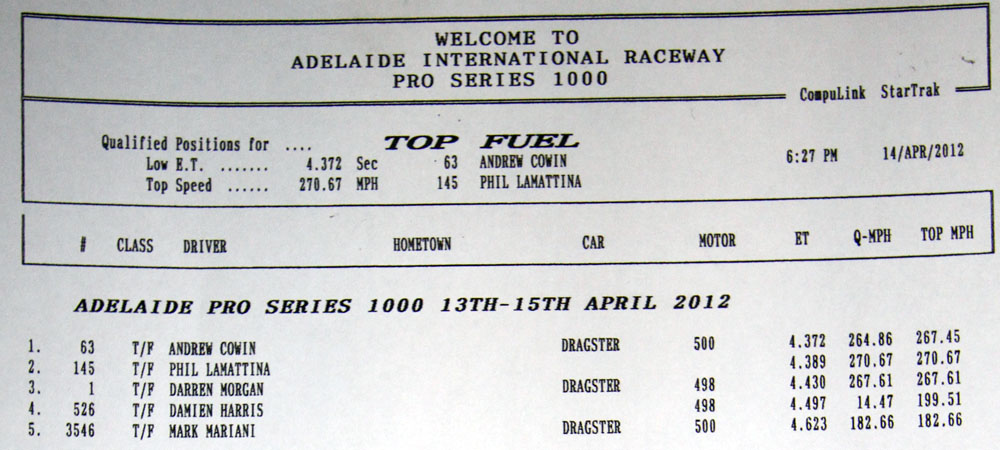 WELCOME TO
ADELAIDE INTERNATIONAL RACEWAY
PRO SERIES 1000
CompuLink StarTrak
Qualified Positions for .... TOP FUEL
Low E.T. ....... 4.372 Sec 63 ANDREW COWIN 6:27 PM 14/APR/2012
Top Speed ...... 270.67 MPH 145 PHIL LAMATTINA
# CLASS DRIVER HOMETOWN CAR MOTOR ET Q-MPH TOP MPH
ADELAIDE PRO SERIES 1000 13TH-15TH APRIL 2012
1. 63 T/F ANDREW COWIN DRAGSTER 500 4.372 264.86 267.45
2. 145 T/F PHIL LAMATTINA 4.389 270.67 270.67
3. 1 T/F DARREN MORGAN DRAGSTER 498 4.430 267.61 267.61
4. 526 T/F DAMIEN HARRIS 498 4.497 14.47 199.51
5. 3546 T/F MARK MARIANI DRAGSTER 500 4.623 182.66 182.66